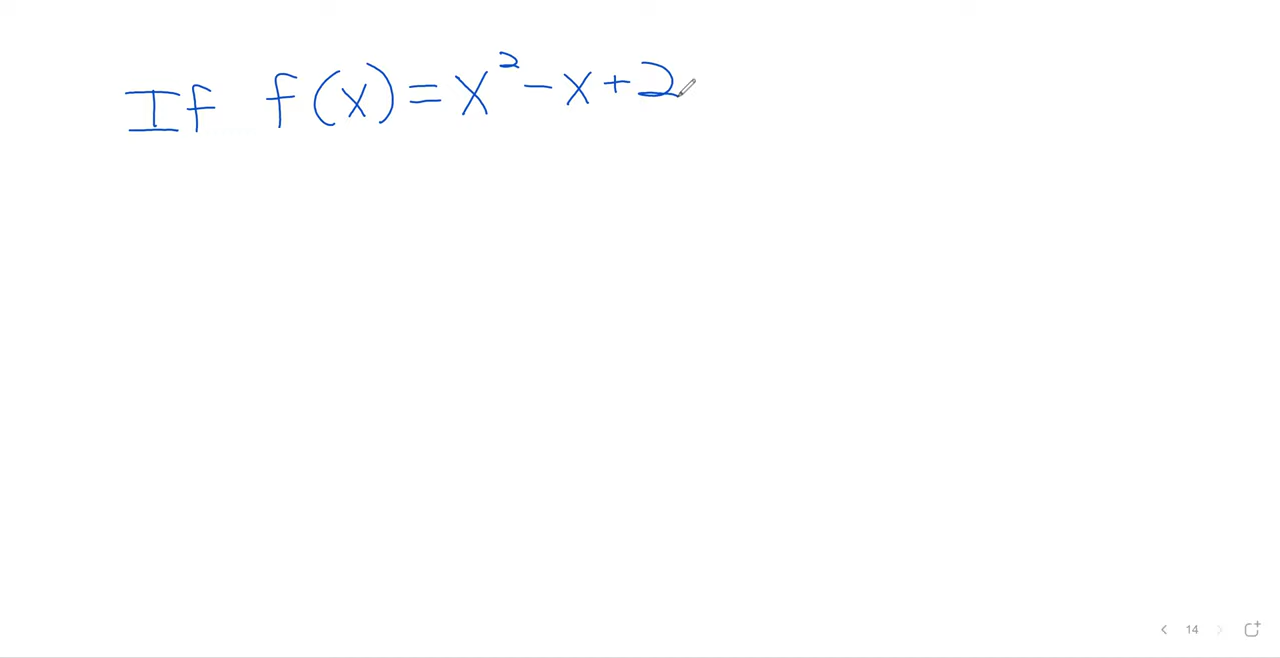 If f(x) = x² - x + 2
14